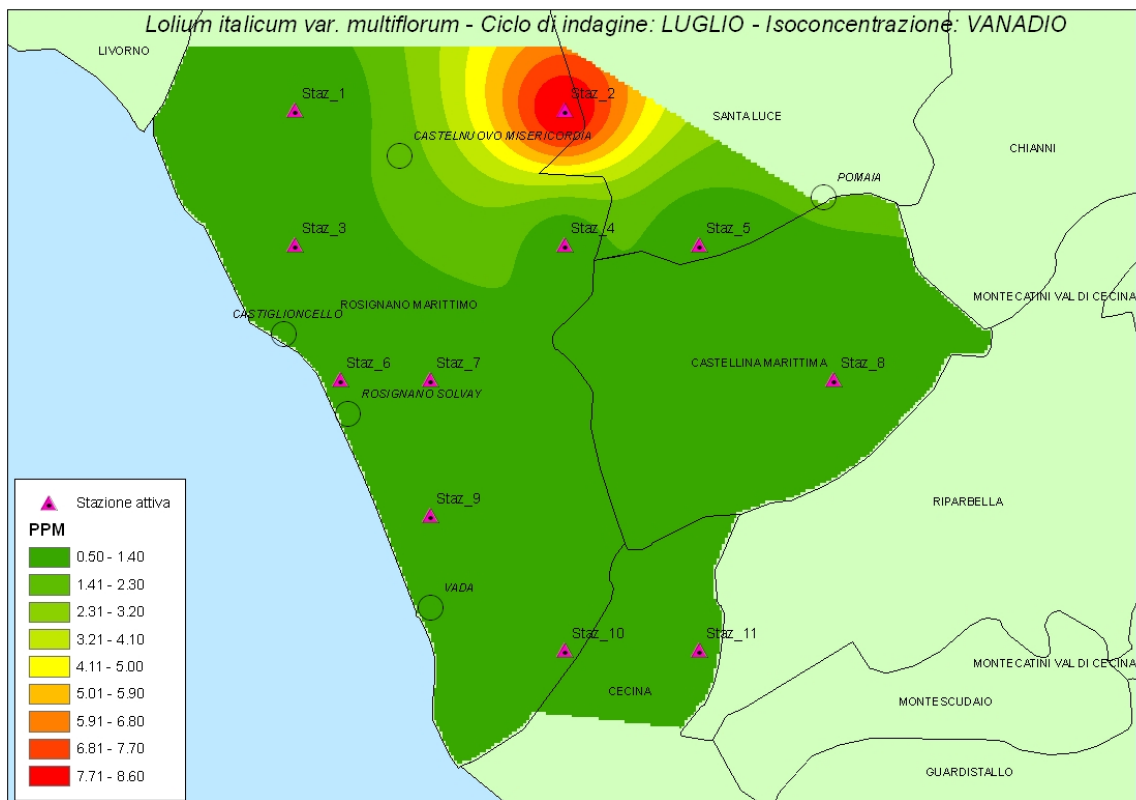 Lolium italicum var. multiflorum - Ciclo di indagine: LUGLIO - Isoconcentrazione: VANADIO
LIVORNO
Staz_1
Staz_2
SANTA LUCE
CASTELNUOVO MISERICORDIA
CHIANNI
POMAIA
Staz_3
Staz_4
Staz_5
MONTECATINI VAL DI CECINA
ROSIGNANO MARITTIMO
CASTIGLIONCELLO
Staz_6
Staz_7
CASTELLINA MARITTIMA
Staz_8
ROSIGNANO SOLVAY
Staz_9
RIPARBELLA
VADA
Staz_10
Staz_11
MONTECATINI VAL DI CECINA
CECINA
MONTESCUDAIO
GUARDISTALLO
Stazione attiva
PPM
0.50 - 1.40
1.41 - 2.30
2.31 - 3.20
3.21 - 4.10
4.11 - 5.00
5.01 - 5.90
5.91 - 6.80
6.81 - 7.70
7.71 - 8.60